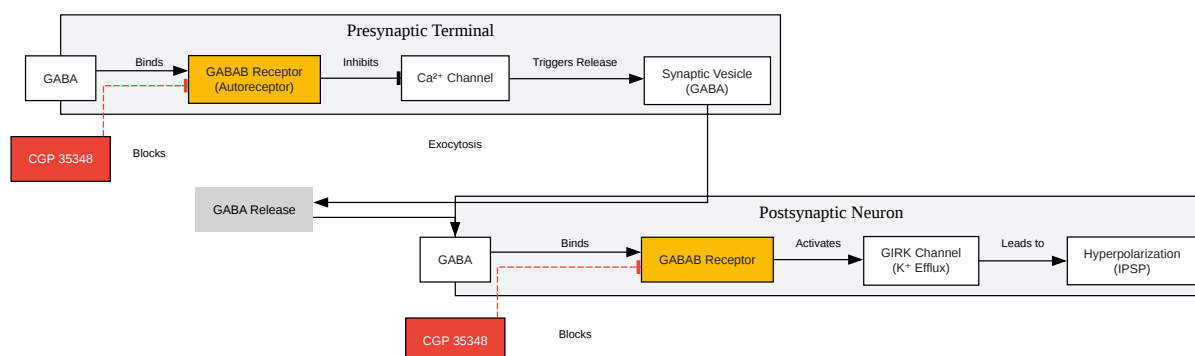 Presynaptic Terminal
GABA
Binds
GABAB Receptor
(Autoreceptor)
Inhibits
Ca²⁺ Channel
Triggers Release
Synaptic Vesicle
(GABA)
CGP 35348
Blocks
Exocytosis
GABA Release
Postsynaptic Neuron
GABA
Binds
GABAB Receptor
Activates
GIRK Channel
(K⁺ Efflux)
Leads to
Hyperpolarization
(IPSP)
CGP 35348
Blocks